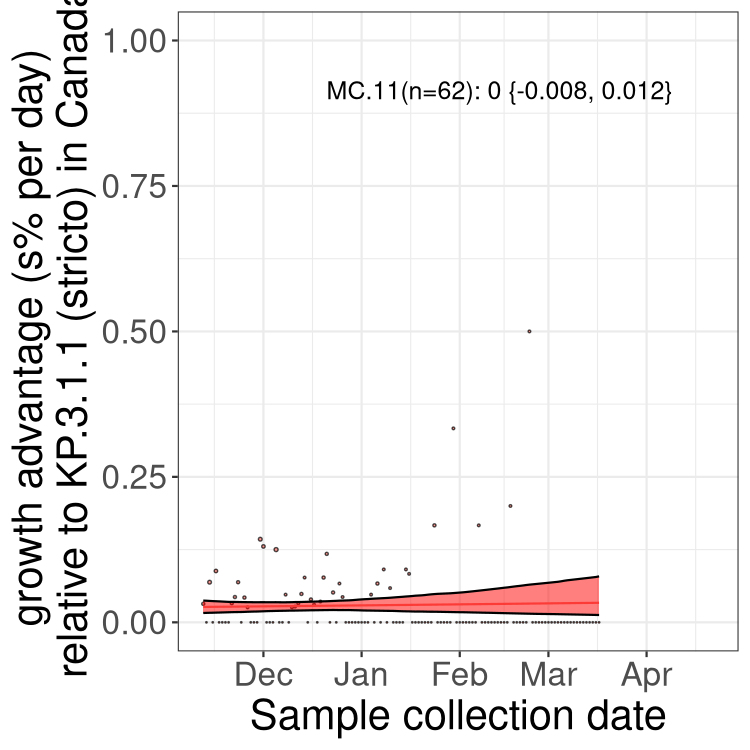 growth advantage (s% per day)
relative to KP.3.1.1 (stricto) in Canada
1.00
0.75
0.50
0.25
0.00
MC.11(n=62): 0 {-0.008, 0.012}
Dec Jan Feb Mar Apr
Sample collection date